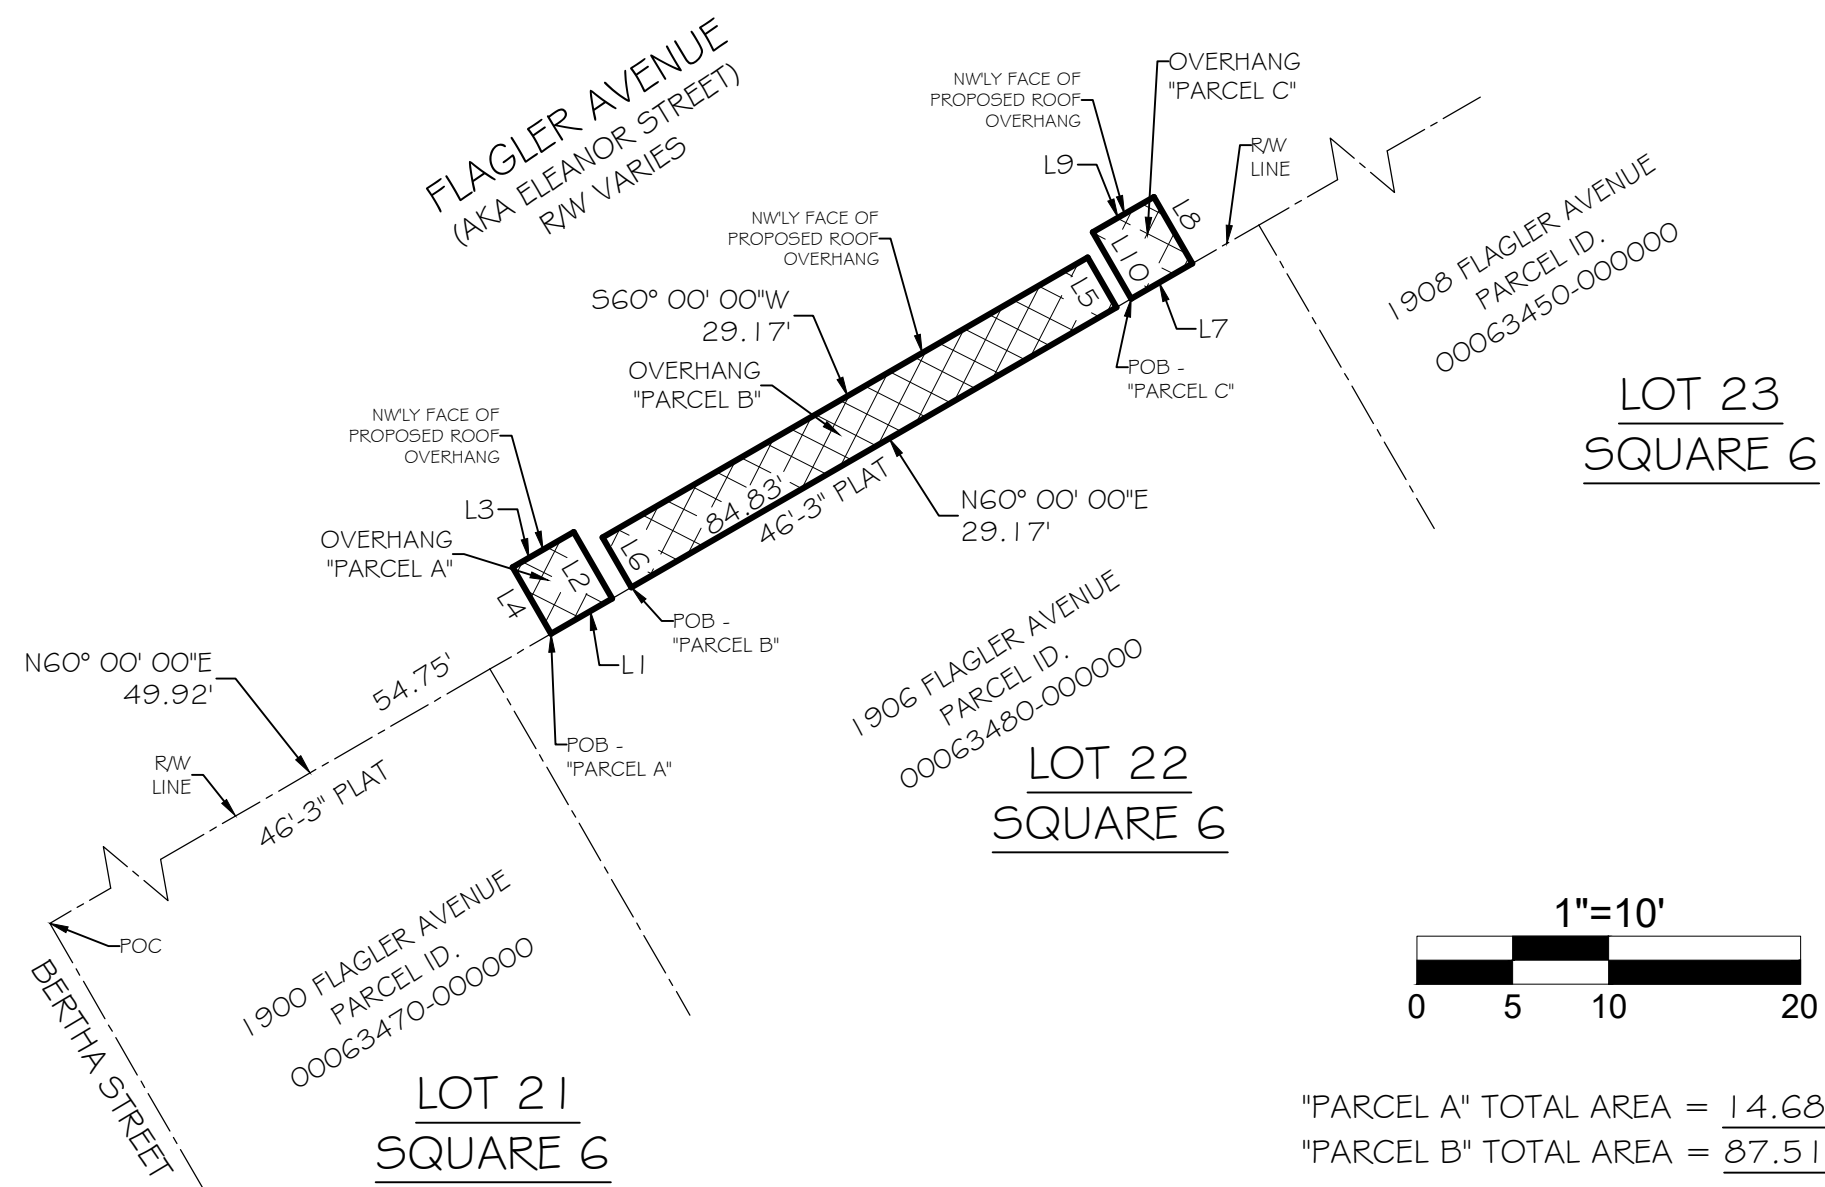 FLAGLER AVENUE
(AKA ELEANOR STREET)
R/W VARIES
NW'LY FACE OF
PROPOSED ROOF
OVERHANG
OVERHANG
"PARCEL C"
L9
R/W
LINE
L8
L10
L7
POB -
"PARCEL C"
1908 FLAGLER AVENUE
PARCEL ID.
00063450-000000
LOT 23
SQUARE 6
NW'LY FACE OF
PROPOSED ROOF
OVERHANG
S60° 00' 00"W
29.17'
OVERHANG
"PARCEL B"
L5
84.83'
46'-3" PLAT
N60° 00' 00"E
29.17'
L6
NW'LY FACE OF
PROPOSED ROOF
OVERHANG
L3
OVERHANG
"PARCEL A"
L2
L4
POB -
"PARCEL B"
L1
1906 FLAGLER AVENUE
PARCEL ID.
00063480-000000
LOT 22
SQUARE 6
N60° 00' 00"E
49.92'
54.75'
POB -
"PARCEL A"
R/W
LINE
46'-3" PLAT
POC
BERTHA STREET
1900 FLAGLER AVENUE
PARCEL ID.
00063470-000000
LOT 21
SQUARE 6
1"=10'
0 5 10 20
"PARCEL A" TOTAL AREA = 14.68
"PARCEL B" TOTAL AREA = 87.51